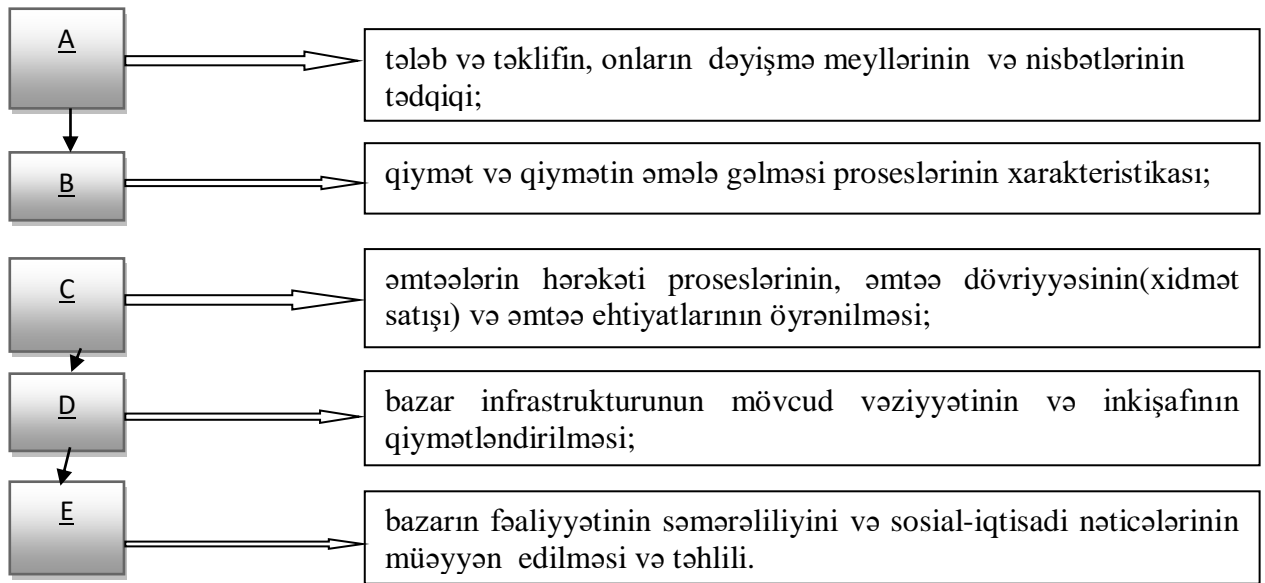 A
tələb və təklifin, onların dəyişmə meyllərinin və nisbətlərinin
tədqiqi;
B
qiymət və qiymətin əmələ gəlməsi proseslərinin xarakteristikası;
C
əmtəələrin hərəkəti proseslərinin, əmtəə dövriyyəsinin(xidmət
satışı) və əmtəə ehtiyatlarının öyrənilməsi;
D
bazar infrastrukturunun mövcud vəziyyətinin və inkişafının
qiymətləndirilməsi;
E
bazarın fəaliyyətinin səmərəliliyini və sosial-iqtisadi nəticələrinin
müəyyən edilməsi və təhlili.